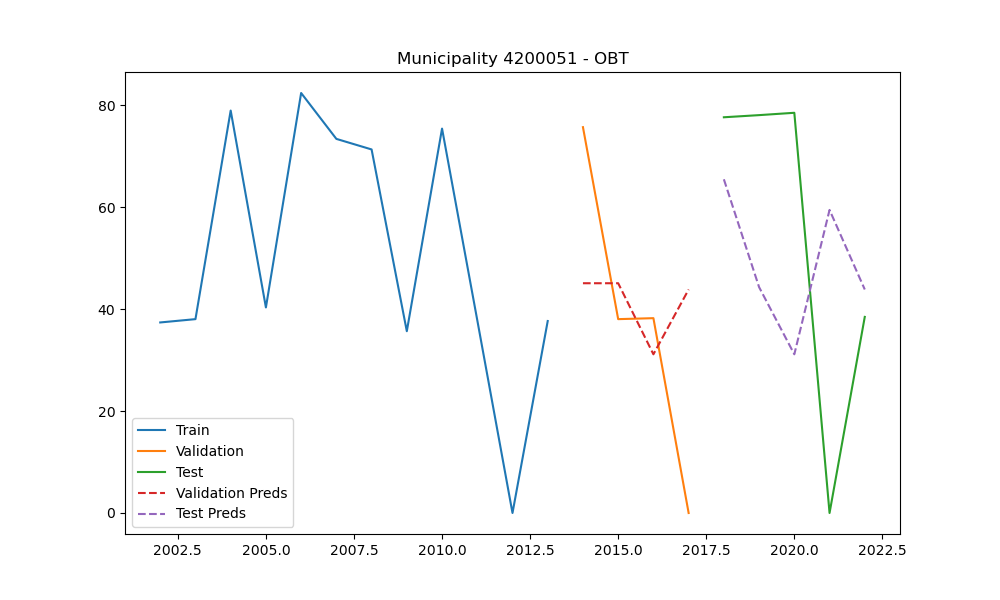 Municipality 4200051 - OBT
80
60
40
20
0
Train
Validation
Test
Validation Preds
Test Preds
2002.5 2005.0 2007.5 2010.0 2012.5 2015.0 2017.5 2020.0 2022.5